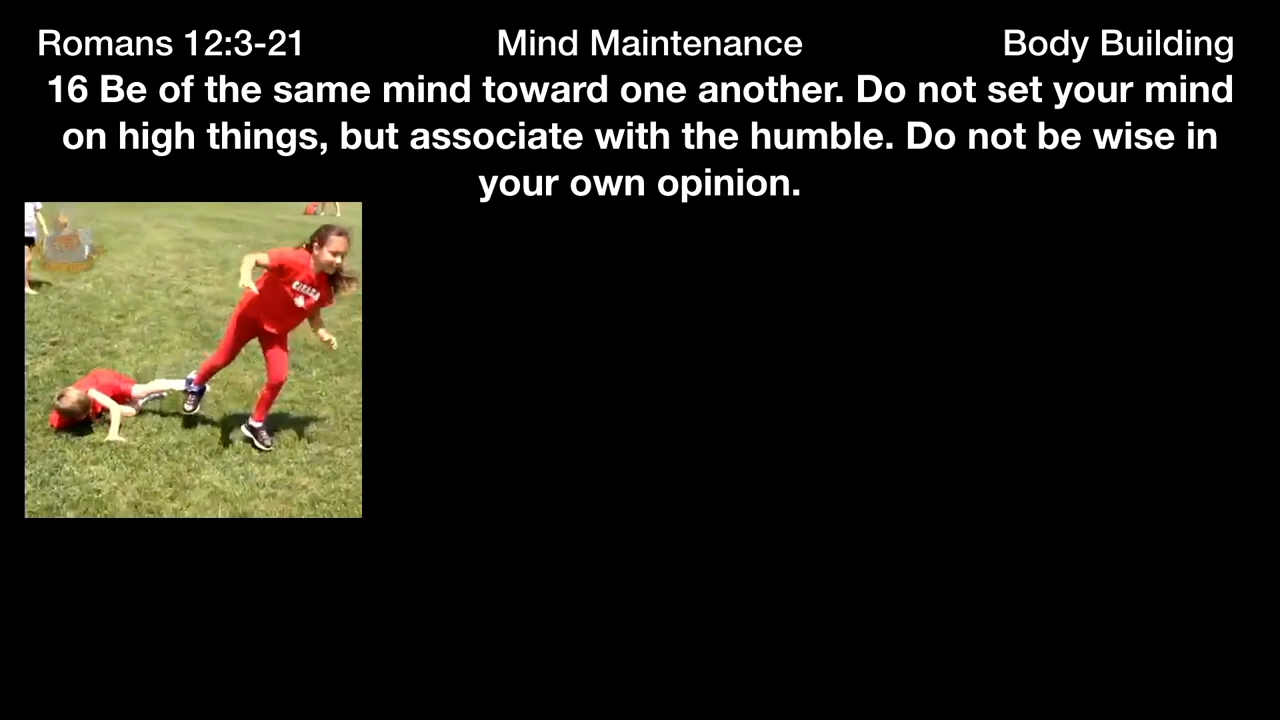 Romans 12:3-21 Mind Maintenance Body Building
16 Be of the same mind toward one another. Do not set your mind
on high things, but associate with the humble. Do not be wise in
your own opinion.
CANADA